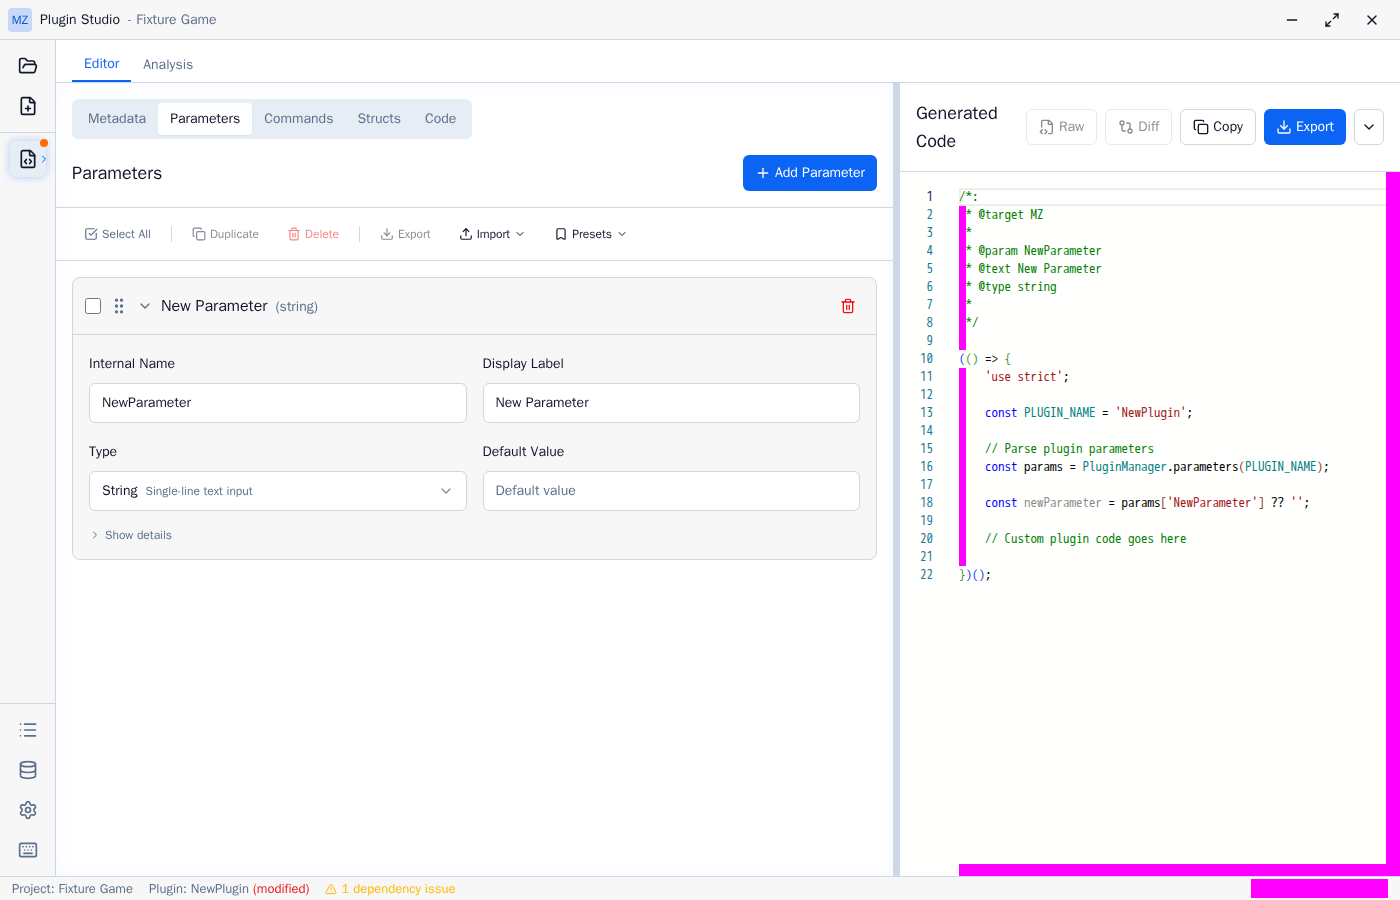 MZ Plugin Studio - Fixture Game
Editor Analysis
Metadata Parameters Commands Structs Code
Parameters
Add Parameter
Select All Duplicate Delete Export Import Presets
New Parameter (string)
Internal Name Display Label
NewParameter New Parameter
Type Default Value
String Single-line text input Default value
Show details
Generated
Code
Raw Diff Copy Export
1 /*:
2 * @target MZ
3 *
4 * @param NewParameter
5 * @text New Parameter
6 * @type string
7 *
8 */
9
10 (() => {
11 'use strict';
12
13 const PLUGIN_NAME = 'NewPlugin';
14
15 // Parse plugin parameters
16 const params = PluginManager.parameters(PLUGIN_NAME);
17
18 const newParameter = params['NewParameter'] ?? '';
19
20 // Custom plugin code goes here
21
22 })();
Project: Fixture Game Plugin: NewPlugin (modified) 1 dependency issue